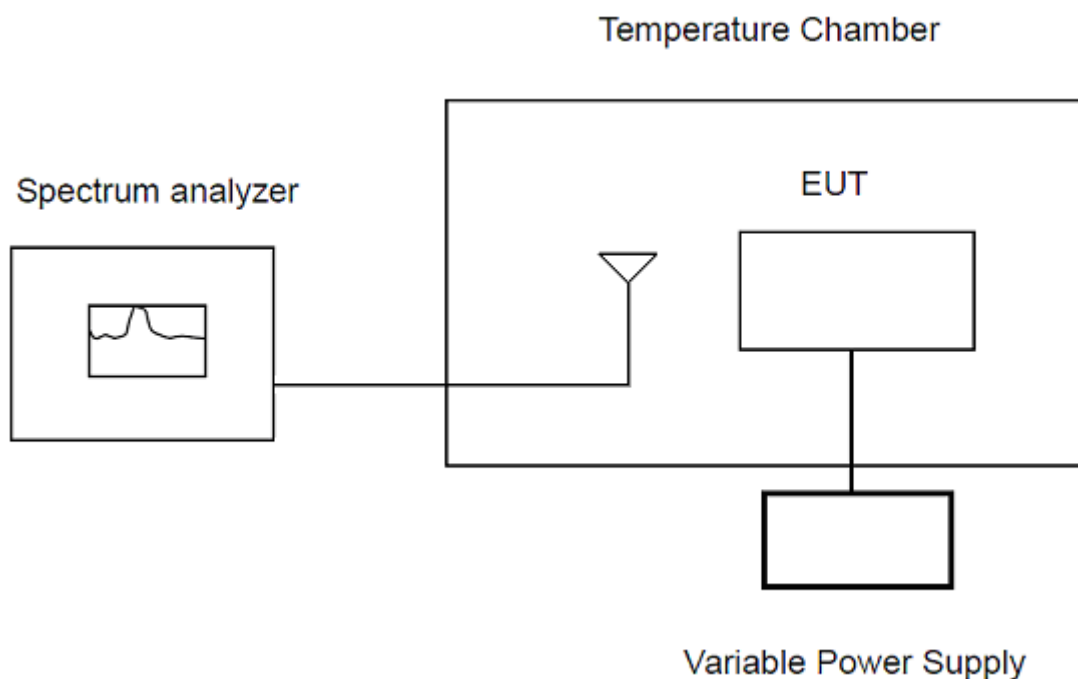 Temperature Chamber
Spectrum analyzer
EUT
Variable Power Supply